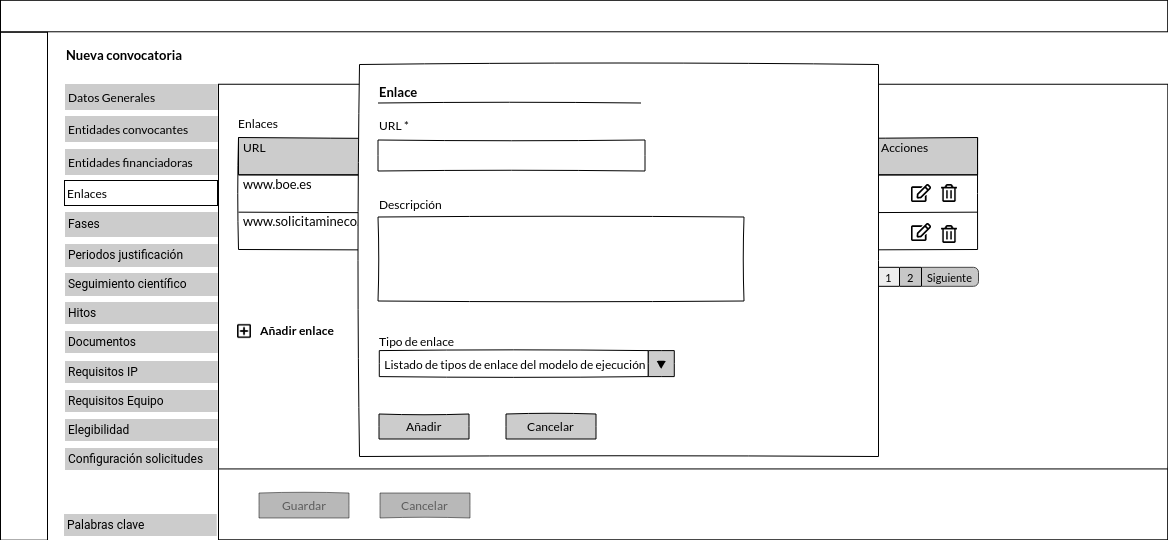 Nueva convocatoria
Datos Generales
Entidades convocantes
Entidades financiadoras
Enlaces
Fases
Periodos justificación
Seguimiento científico
Hitos
Documentos
Requisitos IP
Requisitos Equipo
Elegibilidad
Configuración solicitudes
Palabras clave
Enlaces
URL
Acciones
www.boe.es
www.solicitamineco
1 2 Siguiente
Añadir enlace
Enlace
URL *
Descripción
Tipo de enlace
Listado de tipos de enlace del modelo de ejecución
Añadir
Cancelar
Guardar
Cancelar